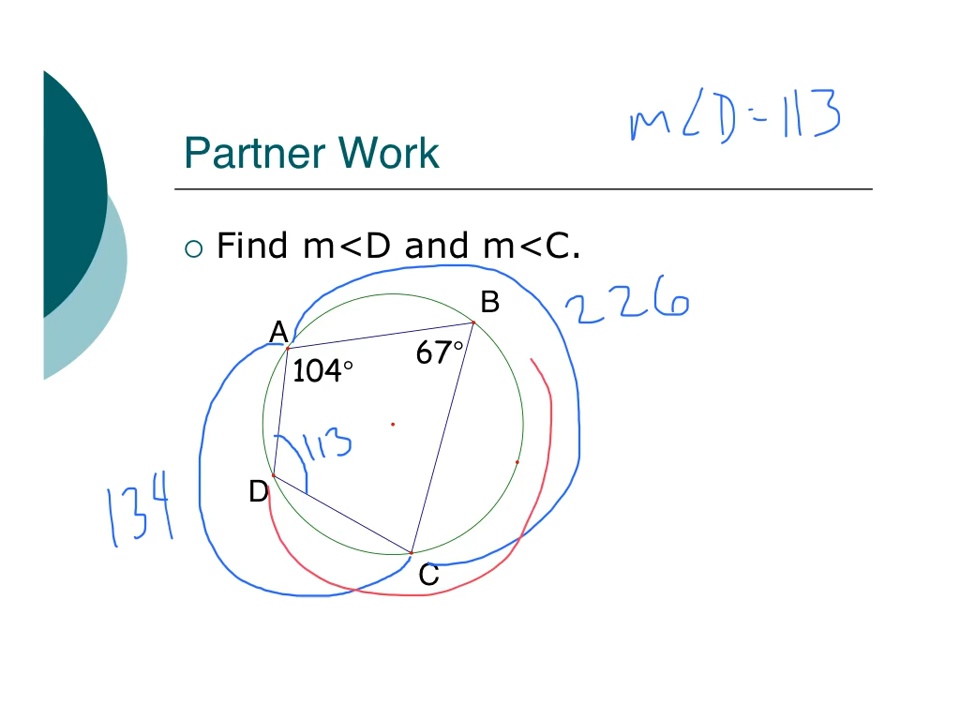 m<D=113
Partner Work
Find m<D and m<C.
226
B
A
67°
104°
113
D
134
C